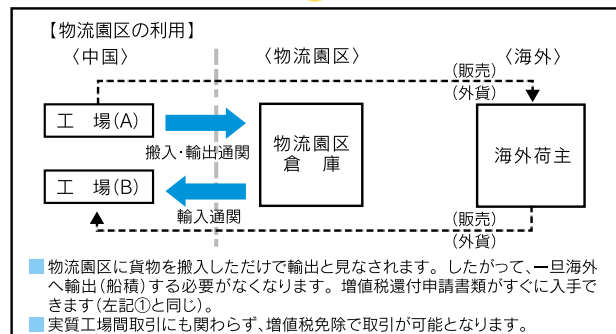 【物流園区の利用】
〈中国〉 〈物流園区〉 〈海外〉
(販売)
(外貨)
工 場(A)
搬入・輸出通関
物流園区
倉 庫
海外荷主
工 場(B)
輸入通関
(販売)
(外貨)
物流園区に貨物を搬入しただけで輸出と見なされます。したがって、一旦海外
へ輸出(船積)する必要がなくなります。増値税還付申請書類がすぐに入手で
きます(左記①と同じ)。
実質工場間取引にも関わらず、増値税免除で取引が可能となります。